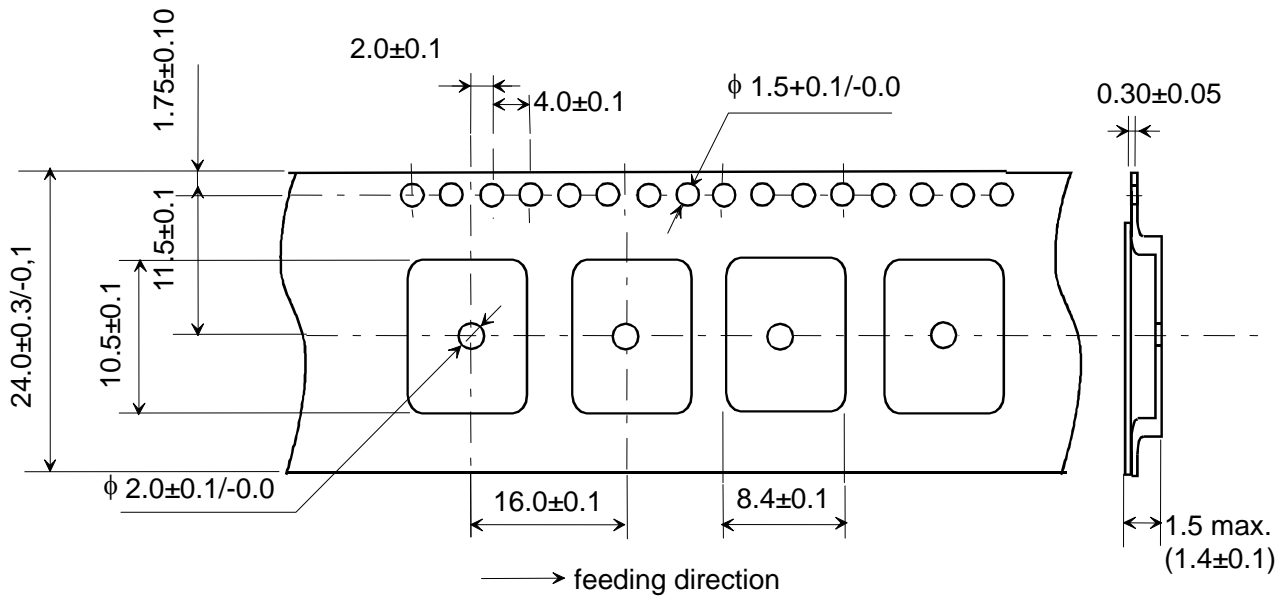 2.0±0.1
1.75±0.10
4.0±0.1
ϕ 1.5+0.1/-0.0
0.30±0.05
11.5±0.1
24.0±0.3/-0,1
10.5±0.1
ϕ 2.0±0.1/-0.0
16.0±0.1
8.4±0.1
1.5 max.
(1.4±0.1)
feeding direction